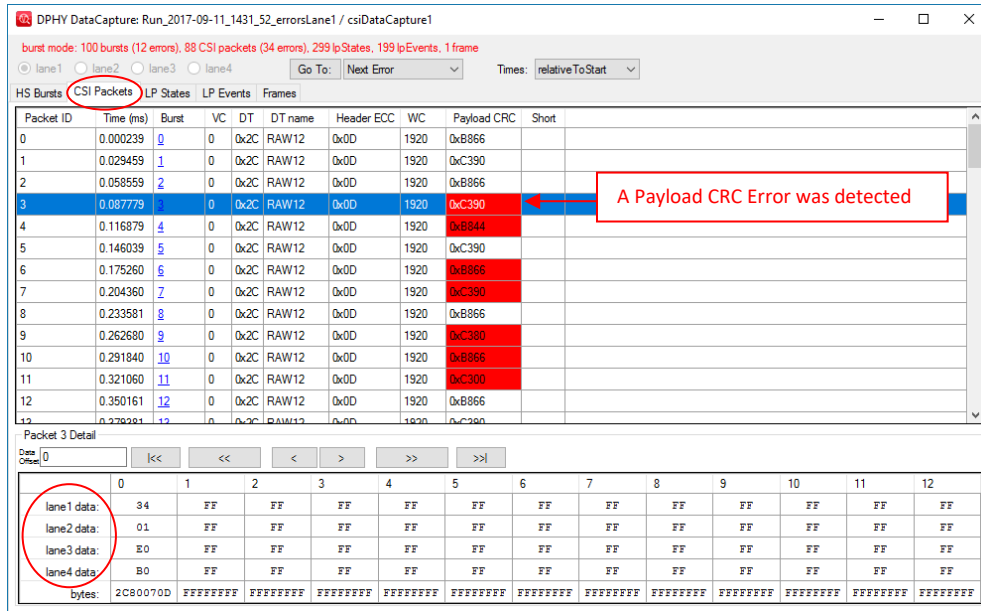 DPHY DataCapture: Run_2017-09-11_1431_52_errorsLane1 / csiDataCapture1
burst mode: 100 bursts (12 errors), 88 CSI packets (34 errors), 299 lpStates, 199 lpEvents, 1 frame
lane1 lane2 lane3 lane4 Go To: Next Error Times: relativeToStart
HS Bursts CSI Packets LP States LP Events Frames
Packet ID Time (ms) Burst VC DT DT name Header ECC WC Payload CRC Short
0 0.000239 0 0 0x2C RAW12 0x0D 1920 0xB866
1 0.029459 1 0 0x2C RAW12 0x0D 1920 0xC390
2 0.058559 2 0 0x2C RAW12 0x0D 1920 0xB866
3 0.087779 3 0 0x2C RAW12 0x0D 1920 0xC390 A Payload CRC Error was detected
4 0.116879 4 0 0x2C RAW12 0x0D 1920 0xB844
5 0.146039 5 0 0x2C RAW12 0x0D 1920 0xC390
6 0.175260 6 0 0x2C RAW12 0x0D 1920 0xB866
7 0.204360 7 0 0x2C RAW12 0x0D 1920 0xC390
8 0.233581 8 0 0x2C RAW12 0x0D 1920 0xB866
9 0.262680 9 0 0x2C RAW12 0x0D 1920 0xC380
10 0.291840 10 0 0x2C RAW12 0x0D 1920 0xB866
11 0.321060 11 0 0x2C RAW12 0x0D 1920 0xC300
12 0.350161 12 0 0x2C RAW12 0x0D 1920 0xB866
13 0.379381 13 0 0x2C RAW12 0x0D 1920 0xC390
Packet 3 Detail
Data Offset: 0 |<< << < > >> >>|
0 1 2 3 4 5 6 7 8 9 10 11 12
lane1 data: 34 FF FF FF FF FF FF FF FF FF FF FF FF
lane2 data: 01 FF FF FF FF FF FF FF FF FF FF FF FF
lane3 data: E0 FF FF FF FF FF FF FF FF FF FF FF FF
lane4 data: B0 FF FF FF FF FF FF FF FF FF FF FF FF
bytes: 2C80070D FFFFFFFF FFFFFFFF FFFFFFFF FFFFFFFF FFFFFFFF FFFFFFFF FFFFFFFF FFFFFFFF FFFFFFFF FFFFFFFF FFFFFFFF FFFFFFFF